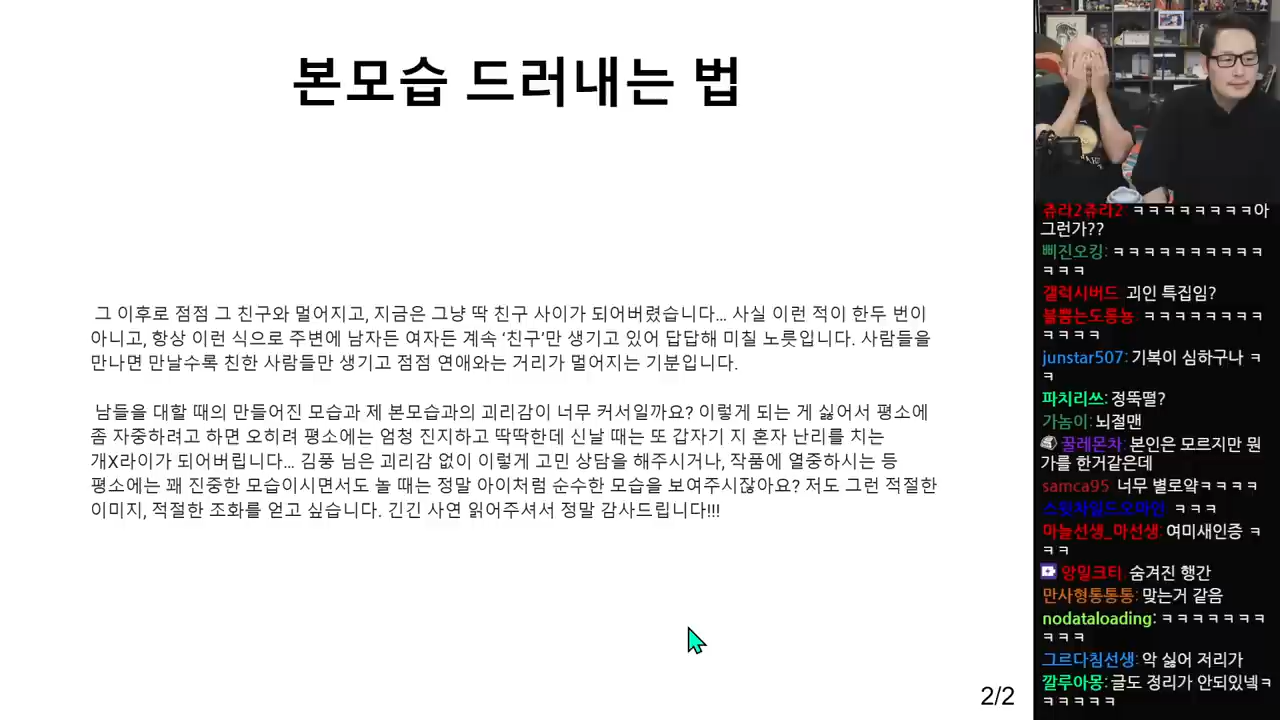 본모습 드러내는 법
그 이후로 점점 그 친구와 멀어지고, 지금은 그냥 딱 친구 사이가 되어버렸습니다... 사실 이런 적이 한두 번이
아니고, 항상 이런 식으로 주변에 남자든 여자든 계속 ‘친구’만 생기고 있어 답답해 미칠 노릇입니다. 사람들을
만나면 만날수록 친한 사람들만 생기고 점점 연애와는 거리가 멀어지는 기분입니다.
남들을 대할 때의 만들어진 모습과 제 본모습과의 괴리감이 너무 커서일까요? 이렇게 되는 게 싫어서 평소에
좀 자중하려고 하면 오히려 평소에는 엄청 진지하고 딱딱한데 신날 때는 또 갑자기 지 혼자 난리를 치는
개X라이가 되어버립니다... 김풍 님은 괴리감 없이 이렇게 고민 상담을 해주시거나, 작품에 열중하시는 등
평소에는 꽤 진중한 모습이시면서도 놀 때는 정말 아이처럼 순수한 모습을 보여주시잖아요? 저도 그런 적절한
이미지, 적절한 조화를 얻고 싶습니다. 긴긴 사연 읽어주셔서 정말 감사드립니다!!!
2/2
츄라2츄라2: ㅋㅋㅋㅋㅋㅋㅋㅋ아
그런가??
삐진오킹: ㅋㅋㅋㅋㅋㅋㅋㅋㅋㅋ
ㅋㅋㅋ
갤럭시버드: 괴인 특집임?
불뿜는도롱뇽: ㅋㅋㅋㅋㅋㅋㅋㅋ
ㅋㅋㅋㅋ
junstar507: 기복이 심하구나 ㅋ
ㅋ
파치리쓰: 정뚝떨?
가놈이: 뇌절맨
꿀레몬차: 본인은 모르지만 뭔
가를 한거같은데
samca95: 너무 별로약ㅋㅋㅋㅋ
스윗차일드오마인: ㅋㅋㅋ
마늘선생_마선생: 여미새인증 ㅋ
ㅋㅋ
앙밀크티: 숨겨진 행간
만사형통통통: 맞는거 같음
nodataloading: ㅋㅋㅋㅋㅋㅋㅋ
ㅋㅋㅋ
그르다침선생: 악 싫어 저리가
깔루아몽: 글도 정리가 안되있넼ㅋ
ㅋㅋㅋㅋㅋ